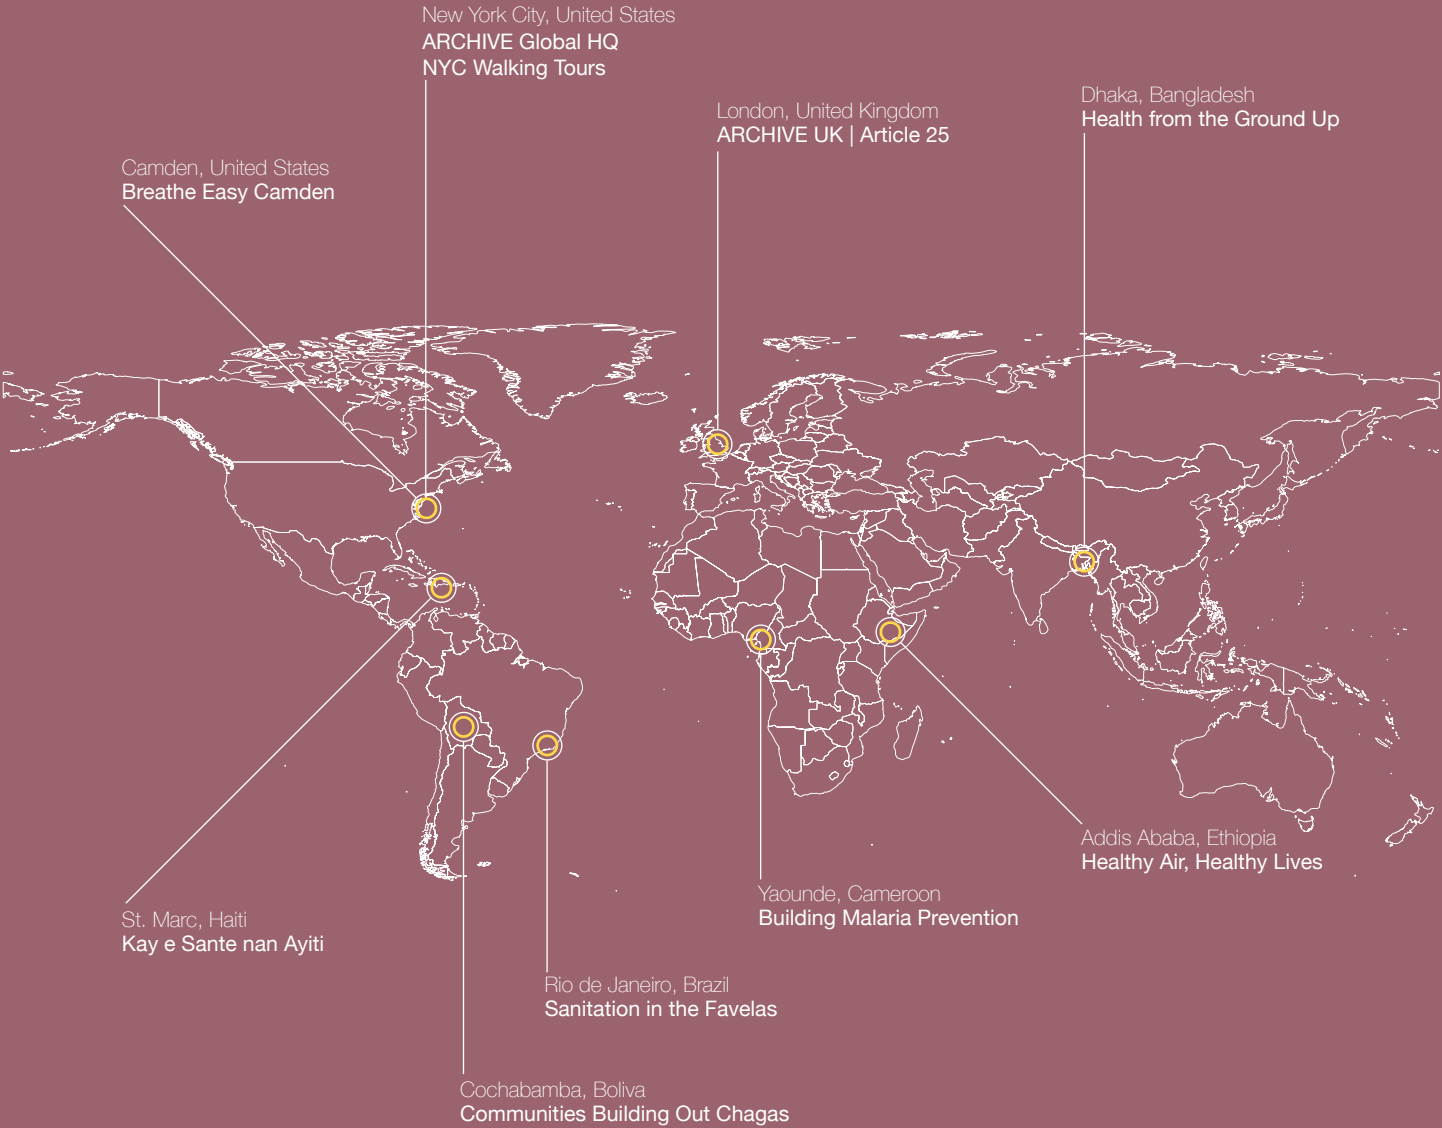 New York City, United States
ARCHIVE Global HQ
NYC Walking Tours
Dhaka, Bangladesh
Health from the Ground Up
London, United Kingdom
ARCHIVE UK | Article 25
Camden, United States
Breathe Easy Camden
Addis Ababa, Ethiopia
Healthy Air, Healthy Lives
Yaounde, Cameroon
Building Malaria Prevention
St. Marc, Haiti
Kay e Sante nan Ayiti
Rio de Janeiro, Brazil
Sanitation in the Favelas
Cochabamba, Boliva
Communities Building Out Chagas